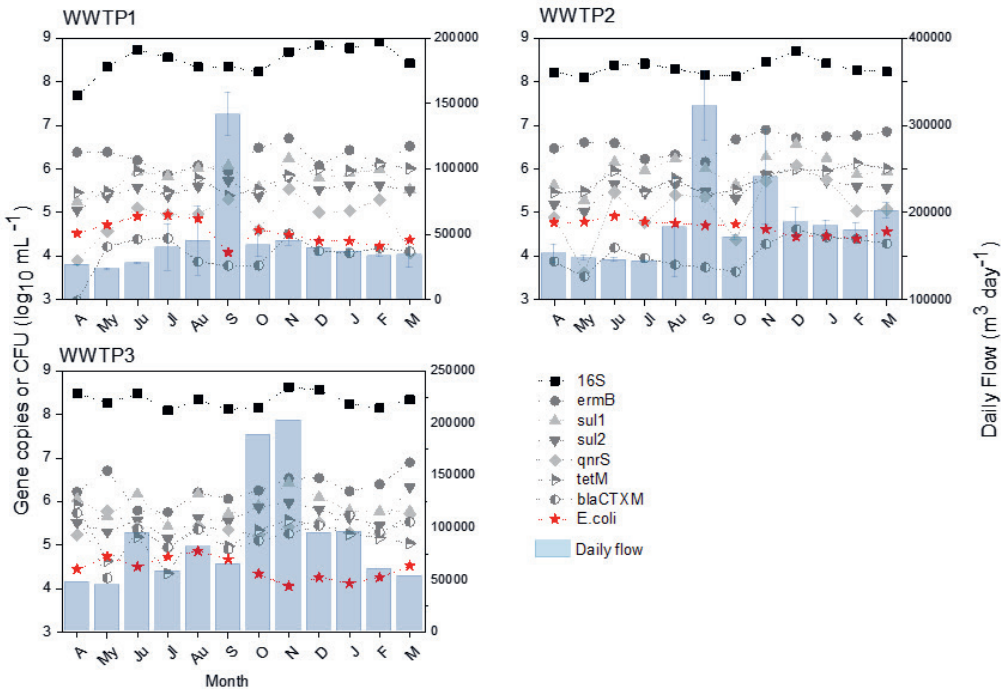 WWTP1
9
8
7
6
5
4
3
200000
150000
100000
50000
0
A My Ju Jl Au S O N D J F M
WWTP2
9
8
7
6
5
4
3
400000
300000
200000
100000
A My Ju Jl Au S O N D J F M
Gene copies or CFU (log10 mL-1)
Daily Flow (m3 day-1)
WWTP3
9
8
7
6
5
4
3
250000
200000
150000
100000
50000
0
A My Ju Jl Au S O N D J F M
Month
16S
ermB
sul1
sul2
qnrS
tetM
blaCTXM
E.coli
Daily flow